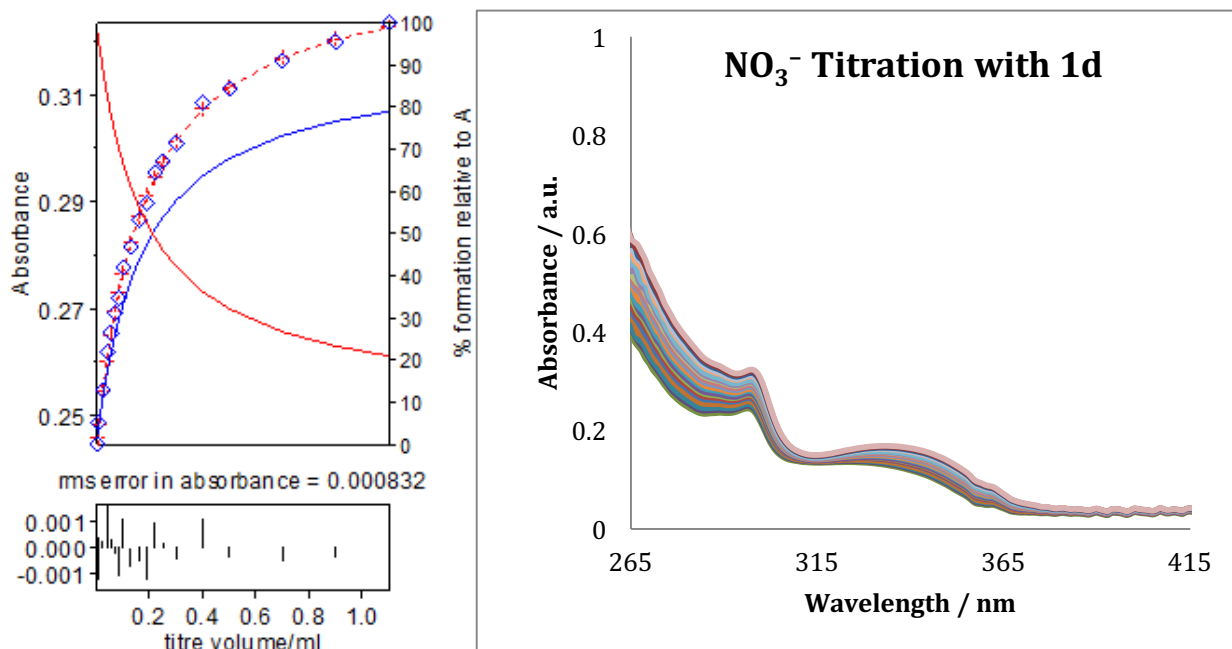 Absorbance
0.31
0.29
0.27
0.25
100
90
80
70
60
50
40
30
20
10
0
% formation relative to A
rms error in absorbance = 0.000832
0.001
0.000
-0.001
0.2 0.4 0.6 0.8 1.0
titre volume/ml
NO₃⁻ Titration with 1d
Absorbance / a.u.
1
0.8
0.6
0.4
0.2
0
265 315 365 415
Wavelength / nm